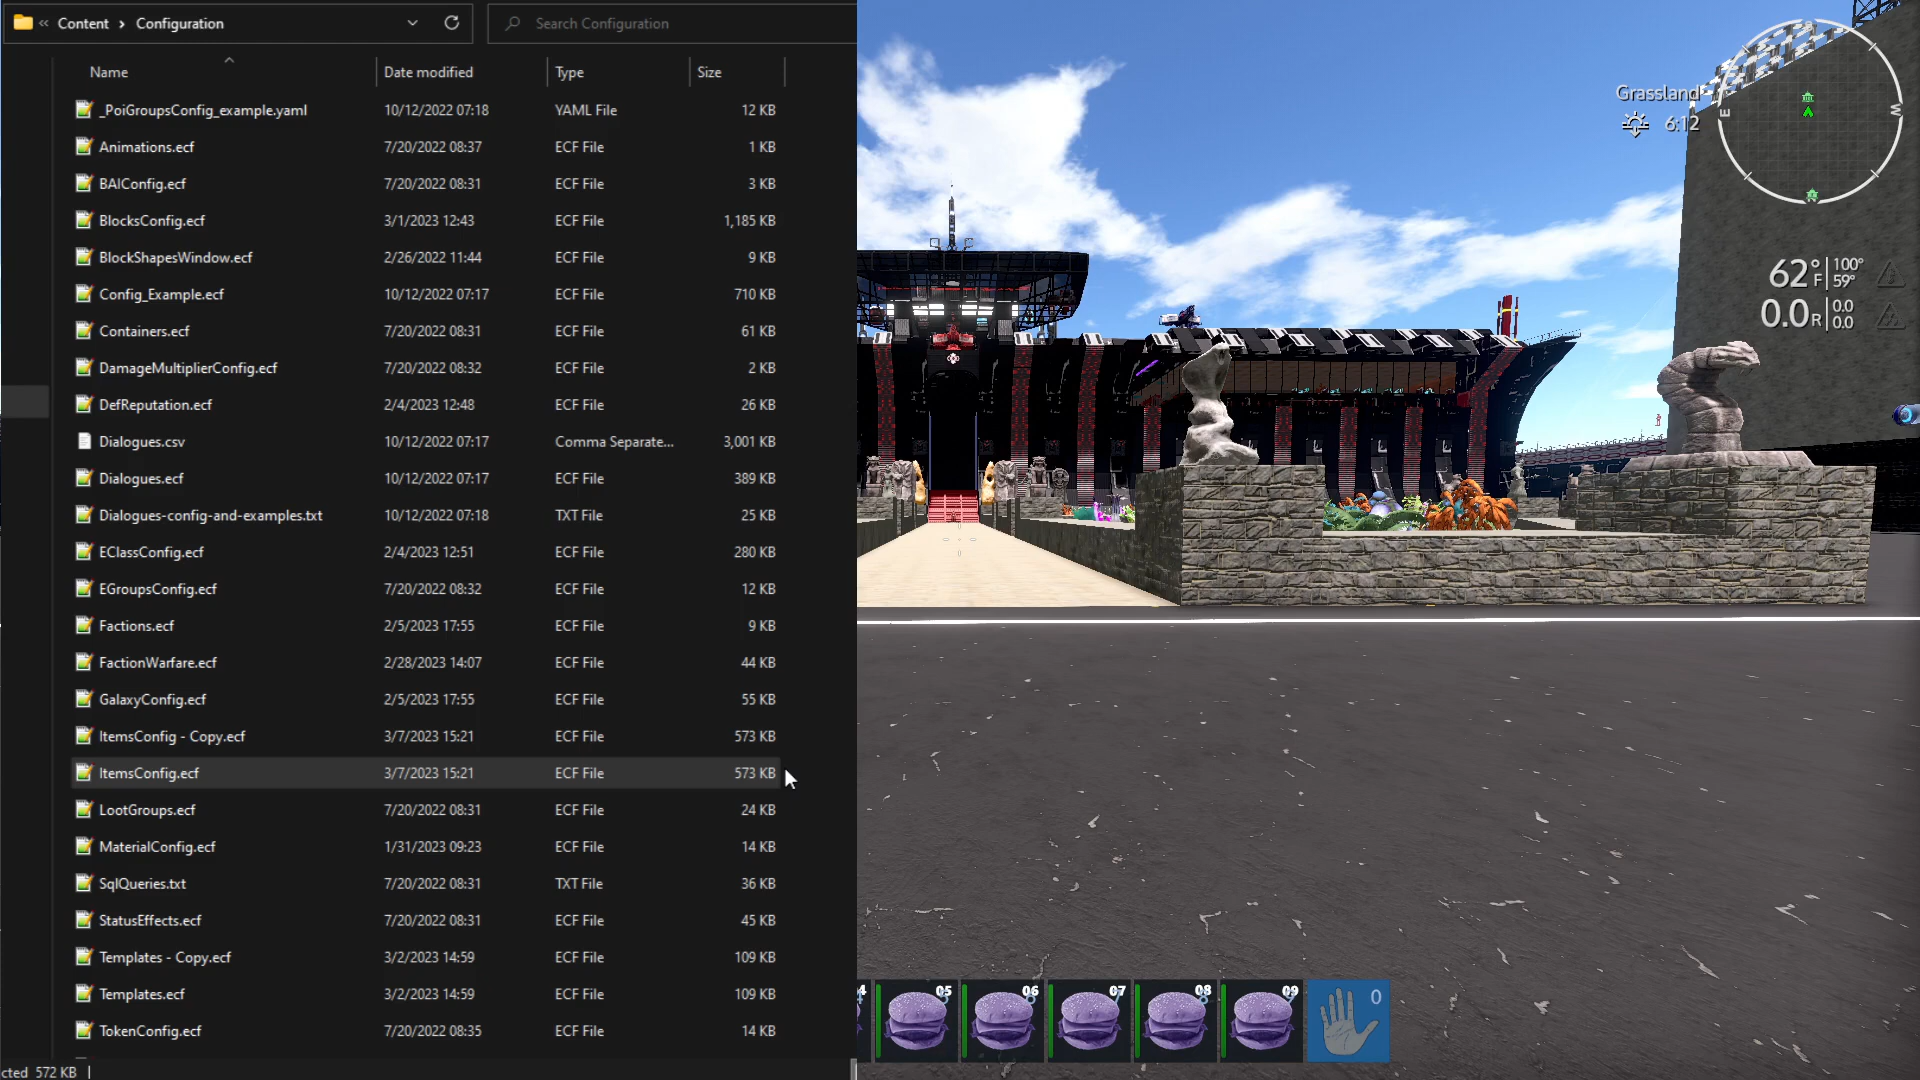 « Content › Configuration
Search Configuration
Name Date modified Type Size
_PoiGroupsConfig_example.yaml 10/12/2022 07:18 YAML File 12 KB
Animations.ecf 7/20/2022 08:37 ECF File 1 KB
BAIConfig.ecf 7/20/2022 08:31 ECF File 3 KB
BlocksConfig.ecf 3/1/2023 12:43 ECF File 1,185 KB
BlockShapesWindow.ecf 2/26/2022 11:44 ECF File 9 KB
Config_Example.ecf 10/12/2022 07:17 ECF File 710 KB
Containers.ecf 7/20/2022 08:31 ECF File 61 KB
DamageMultiplierConfig.ecf 7/20/2022 08:32 ECF File 2 KB
DefReputation.ecf 2/4/2023 12:48 ECF File 26 KB
Dialogues.csv 10/12/2022 07:17 Comma Separate... 3,001 KB
Dialogues.ecf 10/12/2022 07:17 ECF File 389 KB
Dialogues-config-and-examples.txt 10/12/2022 07:18 TXT File 25 KB
EClassConfig.ecf 2/4/2023 12:51 ECF File 280 KB
EGroupsConfig.ecf 7/20/2022 08:32 ECF File 12 KB
Factions.ecf 2/5/2023 17:55 ECF File 9 KB
FactionWarfare.ecf 2/28/2023 14:07 ECF File 44 KB
GalaxyConfig.ecf 2/5/2023 17:55 ECF File 55 KB
ItemsConfig - Copy.ecf 3/7/2023 15:21 ECF File 573 KB
ItemsConfig.ecf 3/7/2023 15:21 ECF File 573 KB
LootGroups.ecf 7/20/2022 08:31 ECF File 24 KB
MaterialConfig.ecf 1/31/2023 09:23 ECF File 14 KB
SqlQueries.txt 7/20/2022 08:31 TXT File 36 KB
StatusEffects.ecf 7/20/2022 08:31 ECF File 45 KB
Templates - Copy.ecf 3/2/2023 14:59 ECF File 109 KB
Templates.ecf 3/2/2023 14:59 ECF File 109 KB
TokenConfig.ecf 7/20/2022 08:35 ECF File 14 KB
cted 572 KB
Grassland
6:12
E W
62°F 100° 59°
0.0R 0.0 0.0
4 05 06 07 08 09 0